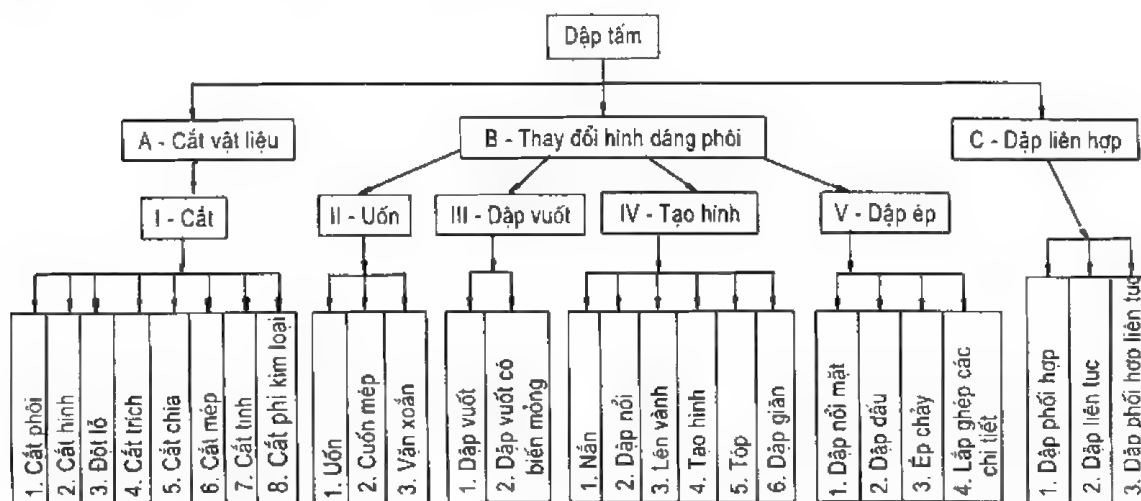 Dập tấm
A - Cắt vật liệu
B - Thay đổi hình dáng phôi
C - Dập liên hợp
I - Cắt
II - Uốn
III - Dập vuốt
IV - Tạo hình
V - Dập ép
1. Cắt phôi
2. Cắt hình
3. Đột lỗ
4. Cắt trích
5. Cắt chia
6. Cắt mép
7. Cắt tinh
8. Cắt phi kim loại
1. Uốn
2. Cuốn mép
3. Vặn xoắn
1. Dập vuốt
2. Dập vuốt có
biến mỏng
1. Nắn
2. Dập nổi
3. Lên vành
4. Tạo hình
5. Tóp
6. Dập giãn
1. Dập nổi mặt
2. Dập dấu
3. Ép chảy
4. Lắp ghép các
chi tiết
1. Dập phối hợp
2. Dập liên tục
3. Dập phối hợp liên tục